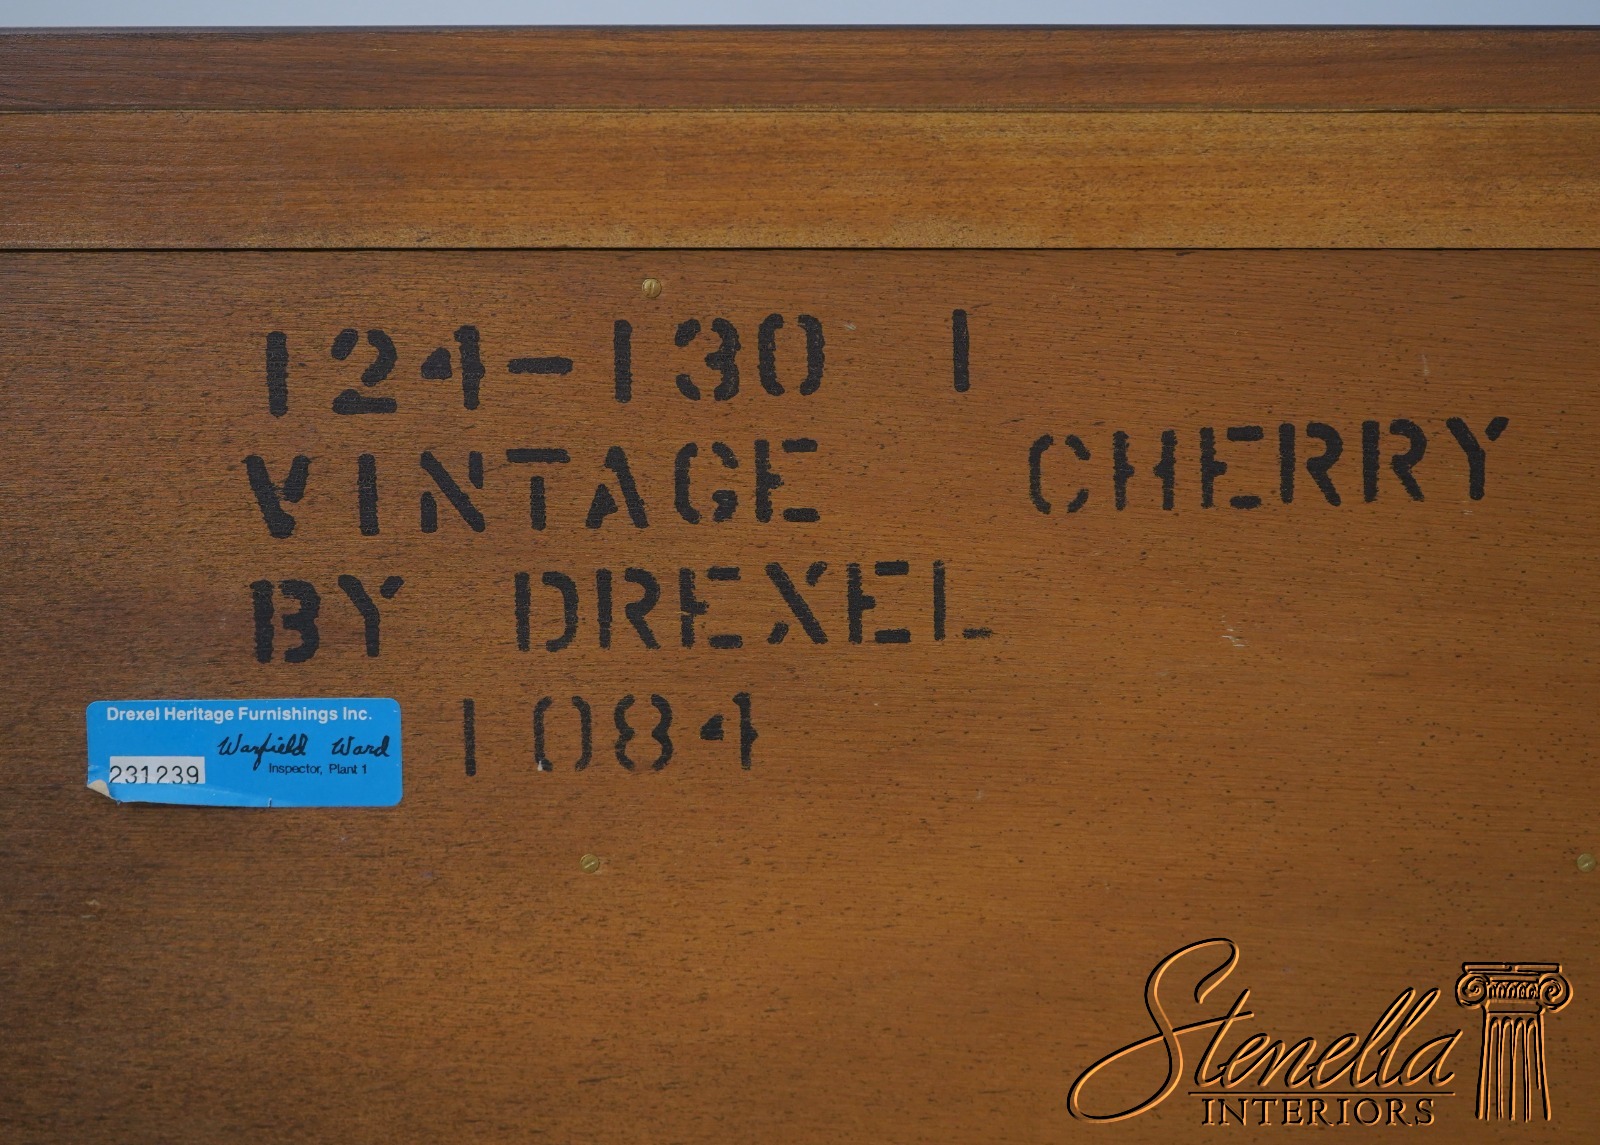 124-130 1
VINTAGE CHERRY
BY DREXEL
1084
Drexel Heritage Furnishings Inc.
Warfield Ward
231239
Inspector, Plant 1
Stenella
INTERIORS